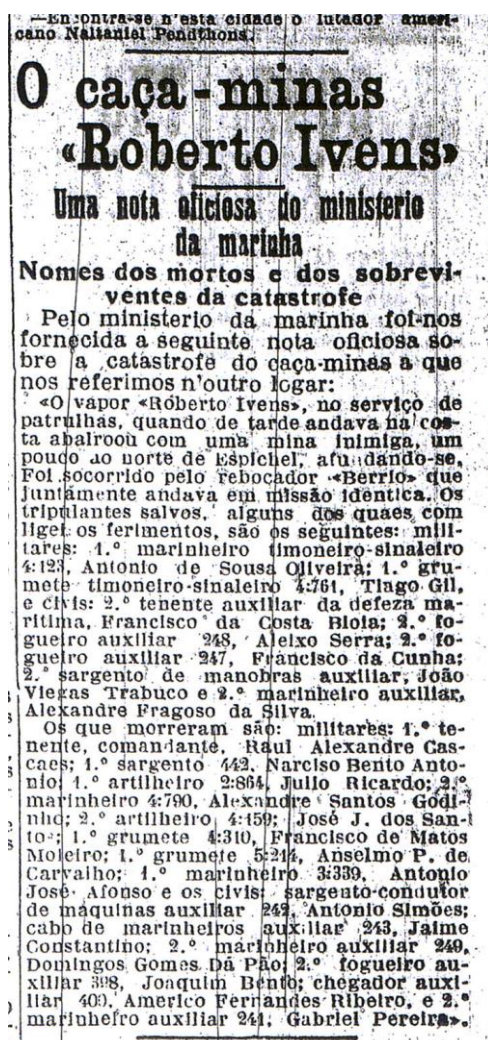 —Encontra-se n'esta cidade o lutador ameri-
cano Naltaniel Pendthons.
O caça-minas
«Roberto Ivens»
Uma nota oficiosa do ministerio
da marinha
Nomes dos mortos e dos sobrevi-
ventes da catastrofe
Pelo ministerio da marinha foi-nos
fornecida a seguinte nota oficiosa so-
bre a catastrofe do caça-minas a que
nos referimos n'outro logar:
«O vapor «Roberto Ivens», no serviço de
patrulhas, quando de tarde andava na cos-
ta abalroou com uma mina inimiga, um
pouco ao norte de Espichel, afundando-se.
Foi socorrido pelo rebocador «Berrio» que
juntamente andava em missão identica. Os
tripulantes salvos, alguns dos quaes com
ligeiros ferimentos, são os seguintes: mili-
tares: 1.º marinheiro timoneiro-sinaleiro
4:123, Antonio de Sousa Oliveira; 1.º gru-
mete timoneiro-sinaleiro 4:761, Tiago Gil,
e civis: 2.º tenente auxiliar da defeza ma-
ritima, Francisco da Costa Biola; 2.º fo-
gueiro auxiliar 248, Aleixo Serra; 2.º fo-
gueiro auxiliar 247, Francisco da Cunha;
2.º sargento de manobras auxiliar, João
Viegas Trabuco e 2.º marinheiro auxiliar,
Alexandre Fragoso da Silva.
Os que morreram são: militares: 1.º te-
nente, comandante, Raul Alexandre Cas-
caes; 1.º sargento 442, Narciso Bento Anto-
nio; 1.º artilheiro 2:864, Julio Ricardo; 2.º
marinheiro 4:790, Alexandre Santos Godi-
nho; 2.º artilheiro 4:159; José J. dos San-
tos; 1.º grumete 4:310, Francisco de Matos
Moleiro; 1.º grumete 5:214, Anselmo P. de
Carvalho; 1.º marinheiro 3:339, Antonio
José Afonso e os civis: sargento-condutor
de maquinas auxiliar 242, Antonio Simões;
cabo de marinheiros auxiliar 243, Jaime
Constantino; 2.º marinheiro auxiliar 249,
Domingos Gomes Dá Pão; 2.º fogueiro au-
xiliar 398, Joaquim Bento; chegador auxi-
liar 400, Americo Fernandes Ribeiro, e 2.º
marinheiro auxiliar 241, Gabriel Pereira».